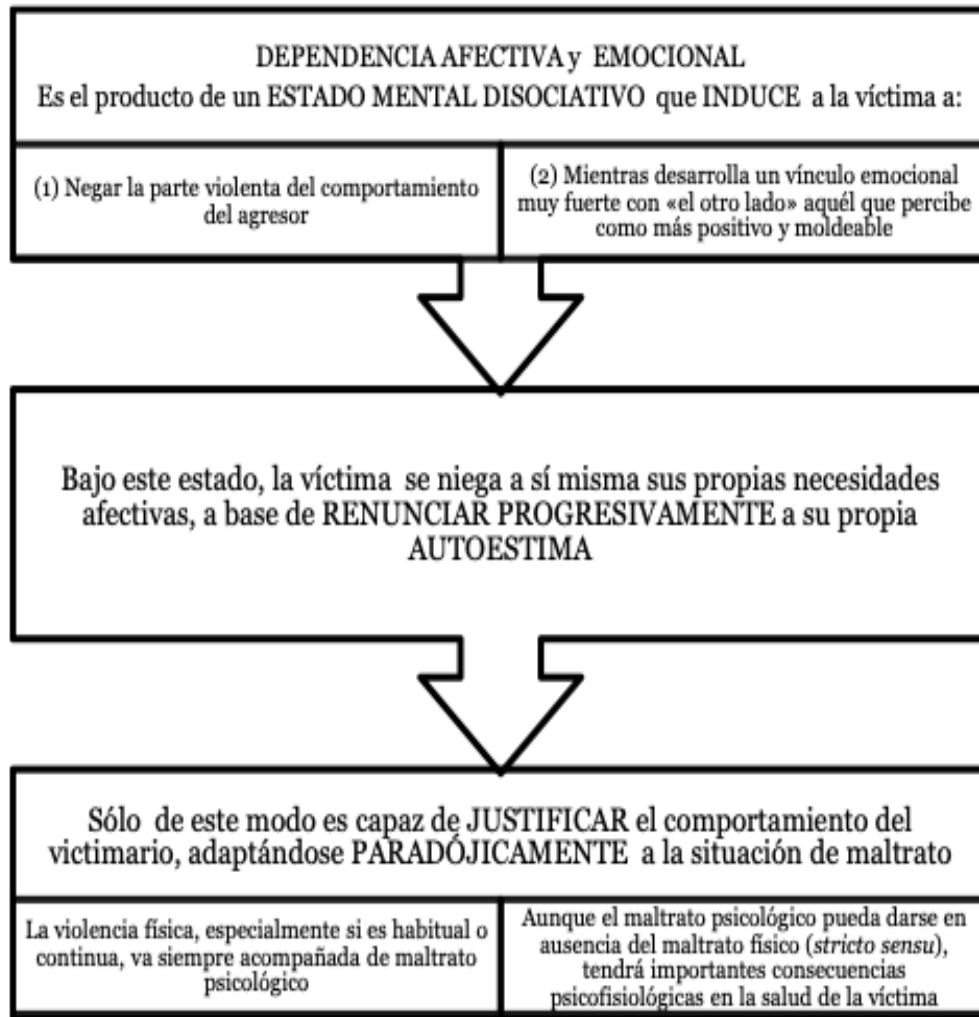 DEPENDENCIA AFECTIVA y EMOCIONAL
Es el producto de un ESTADO MENTAL DISOCIATIVO que INDUCE a la víctima a:
(1) Negar la parte violenta del comportamiento
del agresor
(2) Mientras desarrolla un vínculo emocional
muy fuerte con «el otro lado» aquél que percibe
como más positivo y moldeable
Bajo este estado, la víctima se niega a sí misma sus propias necesidades
afectivas, a base de RENUNCIAR PROGRESIVAMENTE a su propia
AUTOESTIMA
Sólo de este modo es capaz de JUSTIFICAR el comportamiento del
victimario, adaptándose PARADÓJICAMENTE a la situación de maltrato
La violencia física, especialmente si es habitual o
continua, va siempre acompañada de maltrato
psicológico
Aunque el maltrato psicológico pueda darse en
ausencia del maltrato físico (stricto sensu),
tendrá importantes consecuencias
psicofisiológicas en la salud de la víctima